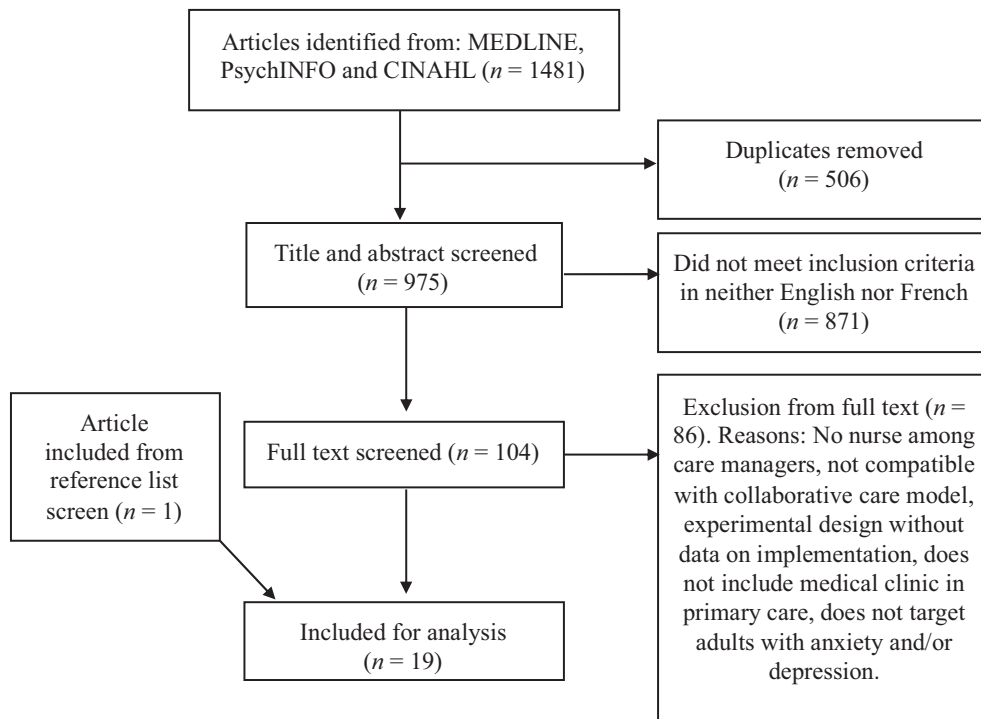 Articles identified from: MEDLINE,
PsychINFO and CINAHL (n = 1481)
Duplicates removed
(n = 506)
Title and abstract screened
(n = 975)
Did not meet inclusion criteria
in neither English nor French
(n = 871)
Article
included from
reference list
screen (n = 1)
Full text screened (n = 104)
Exclusion from full text (n =
86). Reasons: No nurse among
care managers, not compatible
with collaborative care model,
experimental design without
data on implementation, does
not include medical clinic in
primary care, does not target
adults with anxiety and/or
depression.
Included for analysis
(n = 19)